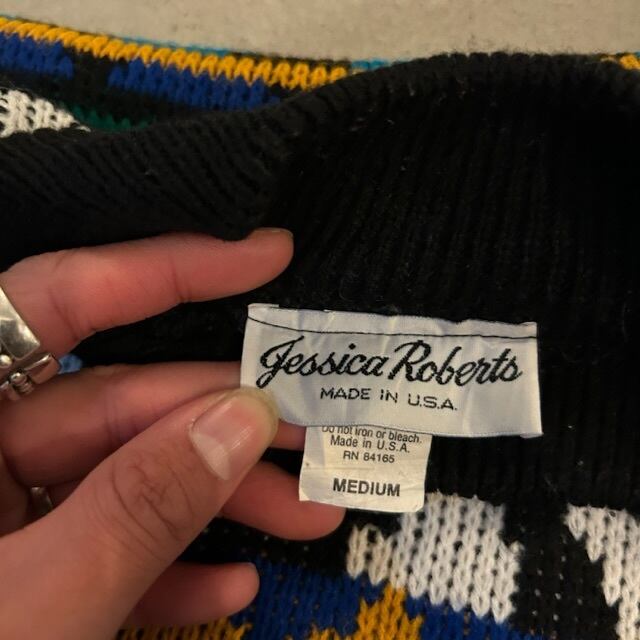 Jessica Roberts
MADE IN U.S.A.
Do not iron or bleach.
Made in U.S.A.
RN 84165
MEDIUM